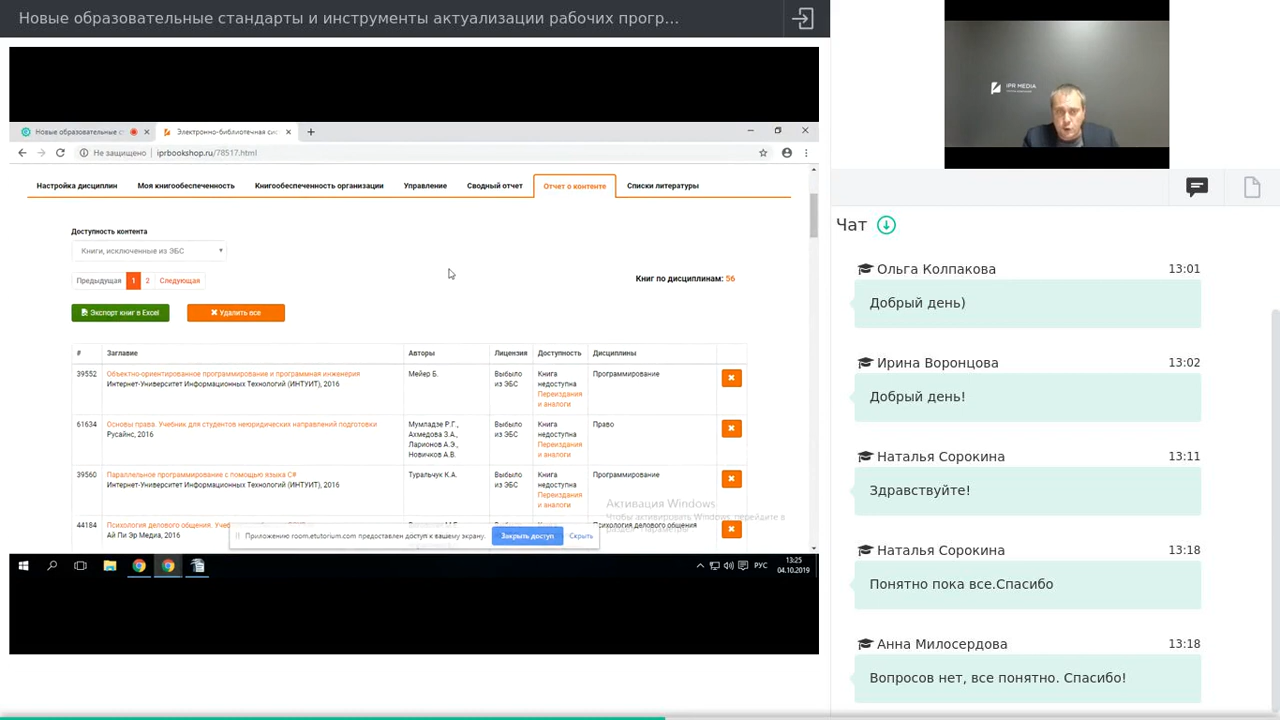 Новые образовательные стандарты и инструменты актуализации рабочих прогр...
IPR MEDIA
Новые образовательные с
Электронно-библиотечная сис
Не защищено
iprbookshop.ru/78517.html
Настройка дисциплин
Моя книгообеспеченность
Книгообеспеченность организации
Управление
Сводный отчет
Отчет о контенте
Списки литературы
Доступность контента
Книги, исключенные из ЭБС
Предыдущая 1 2 Следующая
Книг по дисциплинам: 56
Экспорт книг в Excel
Удалить все
# Заглавие Авторы Лицензия Доступность Дисциплины
39552
Объектно-ориентированное программирование и программная инженерия
Интернет-Университет Информационных Технологий (ИНТУИТ), 2016
Мейер Б.
Выбыло
из ЭБС
Книга
недоступна
Переиздания
и аналоги
Программирование
61634
Основы права. Учебник для студентов неюридических направлений подготовки
Русайнс, 2016
Мумладзе Р.Г.,
Ахмедова З.А.,
Ларионов А.Э.,
Новичков А.В.
Выбыло
из ЭБС
Книга
недоступна
Переиздания
и аналоги
Право
39560
Параллельное программирование с помощью языка C#
Интернет-Университет Информационных Технологий (ИНТУИТ), 2016
Туральчук К.А.
Выбыло
из ЭБС
Книга
недоступна
Переиздания
и аналоги
Программирование
44184
Психология делового общения.
Ай Пи Эр Медиа, 2016
Психология делового общения
Активация Windows
Чтобы активировать Windows, перейдите в
раздел
Приложению room.etutorium.com предоставлен доступ к вашему экрану.
Закрыть доступ
Скрыть
РУС
13:25
04.10.2019
Чат
Ольга Колпакова 13:01
Добрый день)
Ирина Воронцова 13:02
Добрый день!
Наталья Сорокина 13:11
Здравствуйте!
Наталья Сорокина 13:18
Понятно пока все.Спасибо
Анна Милосердова 13:18
Вопросов нет, все понятно. Спасибо!